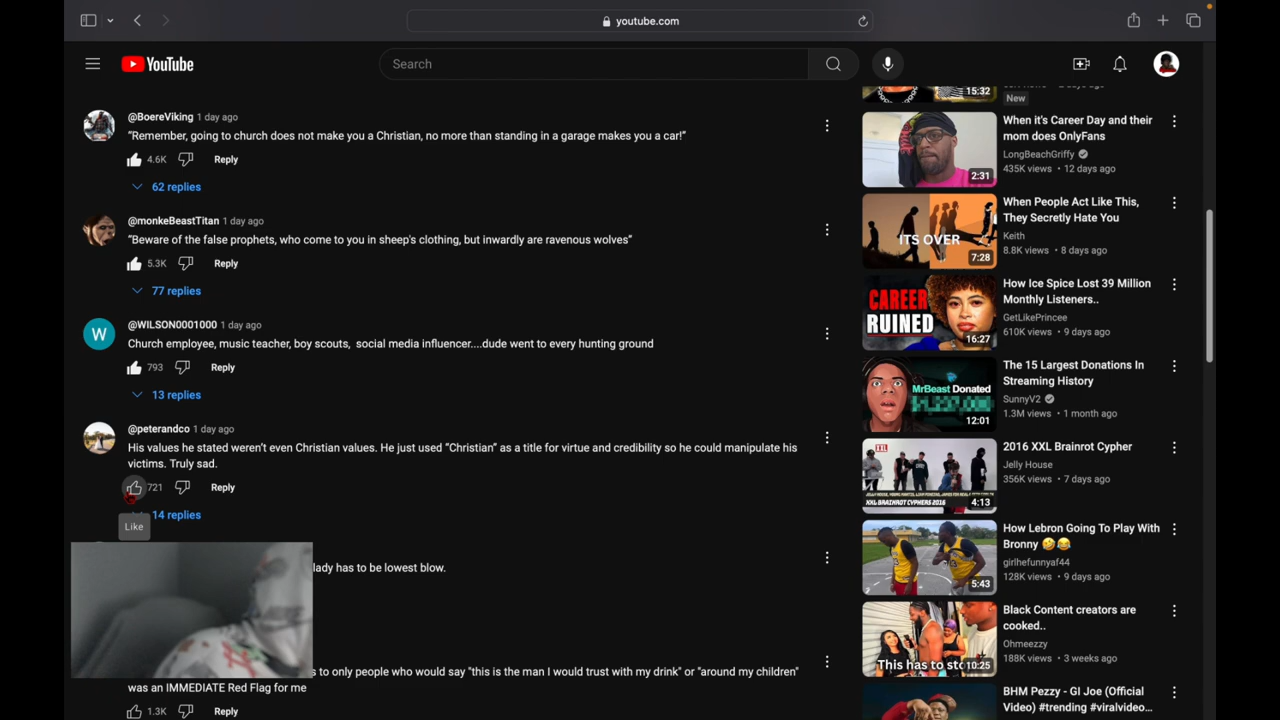 youtube.com
YouTube
Search
@BoereViking 1 day ago
“Remember, going to church does not make you a Christian, no more than standing in a garage makes you a car!”
4.6K Reply
62 replies
@monkeBeastTitan 1 day ago
“Beware of the false prophets, who come to you in sheep's clothing, but inwardly are ravenous wolves”
5.3K Reply
77 replies
W
@WILSON0001000 1 day ago
Church employee, music teacher, boy scouts, social media influencer....dude went to every hunting ground
793 Reply
13 replies
@peterandco 1 day ago
His values he stated weren’t even Christian values. He just used “Christian” as a title for virtue and credibility so he could manipulate his
victims. Truly sad.
721 Reply
14 replies
Like
lady has to be lowest blow.
s to only people who would say "this is the man I would trust with my drink" or "around my children"
was an IMMEDIATE Red Flag for me
1.3K Reply
15:32
New
When it's Career Day and their
mom does OnlyFans
LongBeachGriffy
435K views • 12 days ago
2:31
When People Act Like This,
They Secretly Hate You
Keith
8.8K views • 8 days ago
ITS OVER
7:28
How Ice Spice Lost 39 Million
Monthly Listeners..
GetLikePrincee
610K views • 9 days ago
CAREER
RUINED
16:27
The 15 Largest Donations In
Streaming History
SunnyV2
1.3M views • 1 month ago
MrBeast Donated
12:01
2016 XXL Brainrot Cypher
Jelly House
356K views • 7 days ago
XXL
XXL BRAINROT CYPHERS 2016
4:13
How Lebron Going To Play With
Bronny 🤣😂
girlhefunnyaf44
128K views • 9 days ago
5:43
Black Content creators are
cooked..
Ohmeezzy
188K views • 3 weeks ago
This has to sto
10:25
BHM Pezzy - GI Joe (Official
Video) #trending #viralvideo...